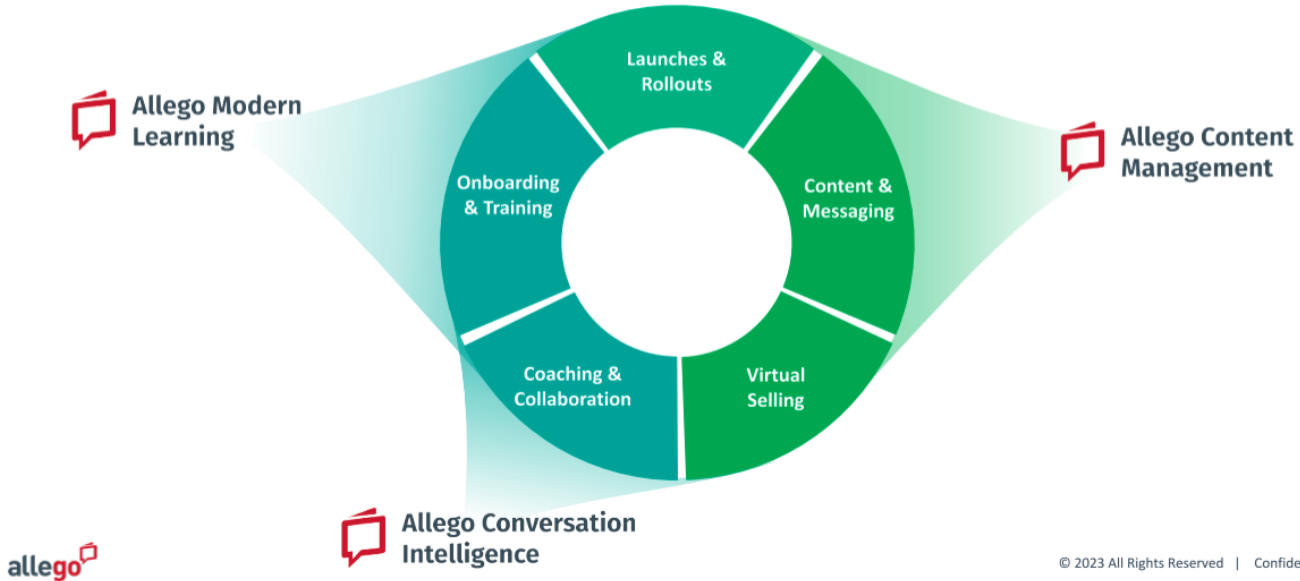 Launches &
Rollouts
Allego Modern
Learning
Allego Content
Management
Onboarding
& Training
Content &
Messaging
Coaching &
Collaboration
Virtual
Selling
Allego Conversation
Intelligence
allego
© 2023 All Rights Reserved | Confide